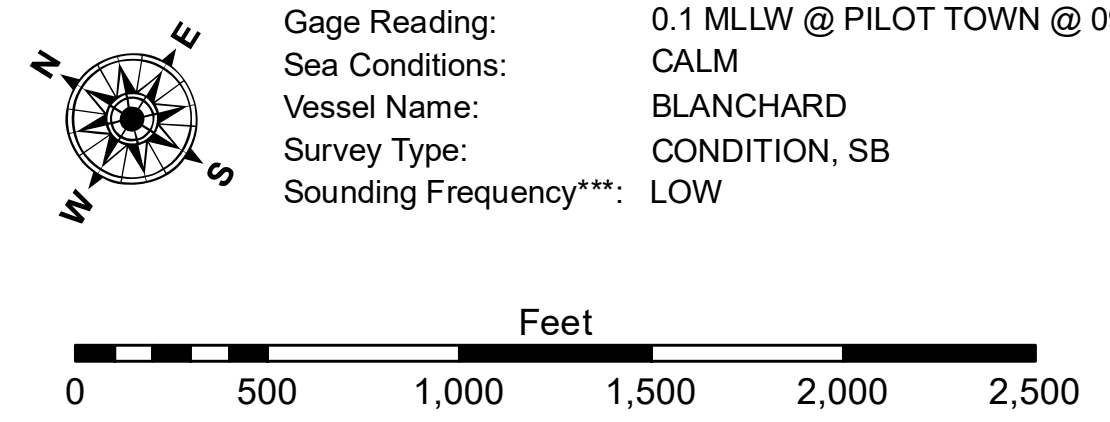 N
E
S
W
Gage Reading: 0.1 MLLW @ PILOT TOWN @
Sea Conditions: CALM
Vessel Name: BLANCHARD
Survey Type: CONDITION, SB
Sounding Frequency***: LOW
Feet
0 500 1,000 1,500 2,000 2,500